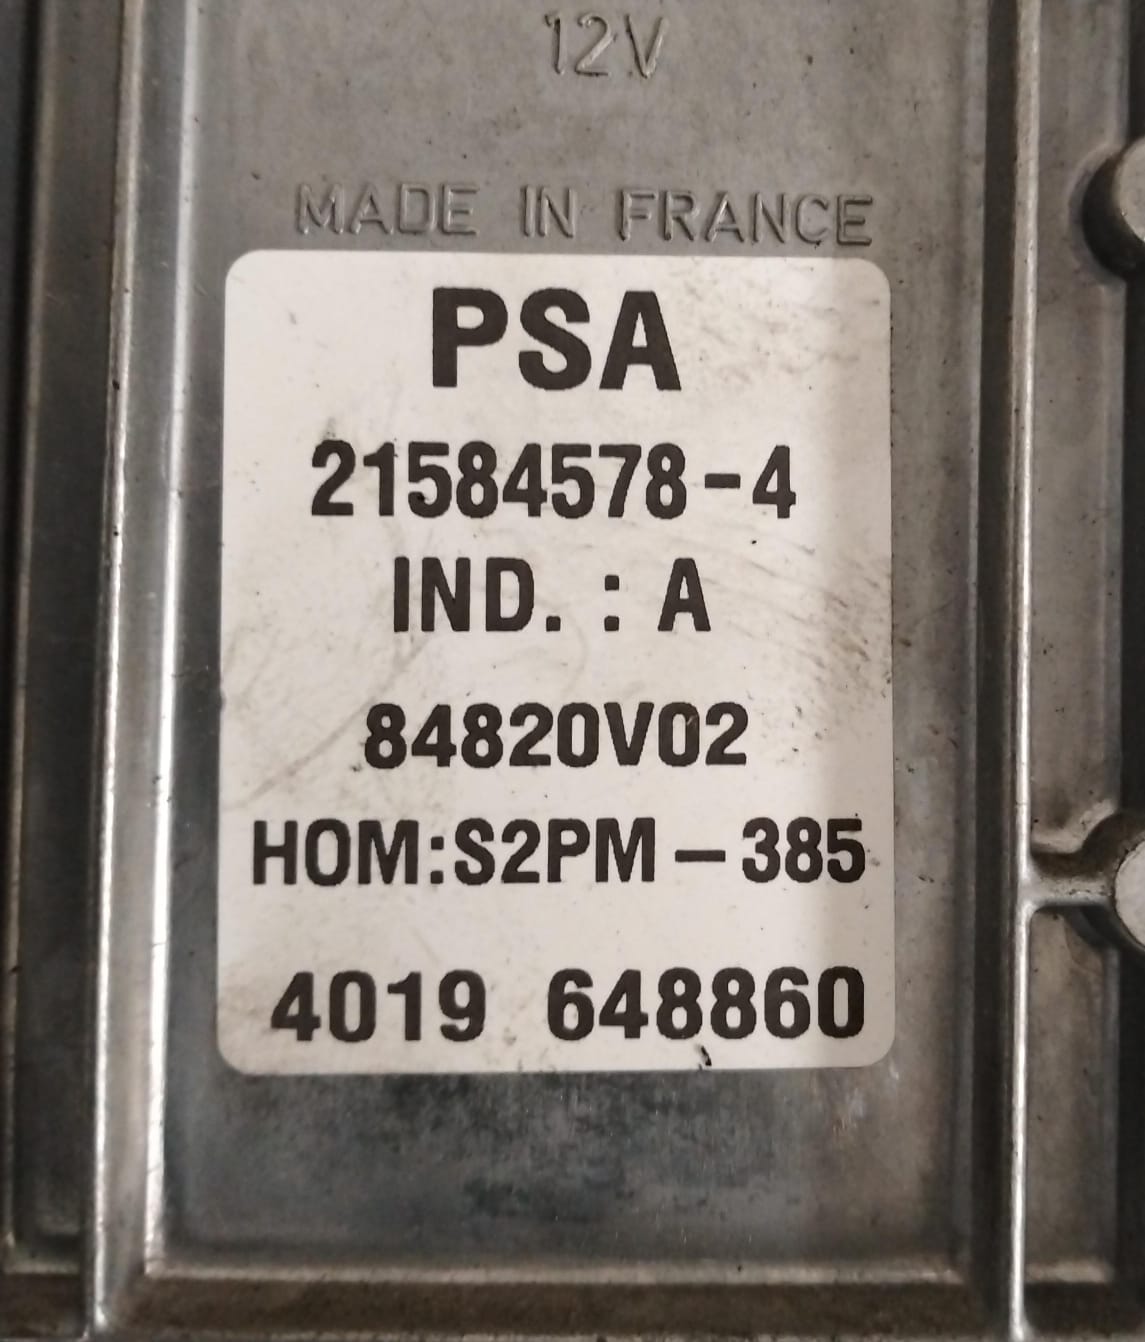 12V
MADE IN FRANCE
PSA
21584578-4
IND. : A
84820V02
HOM:S2PM-385
4019 648860